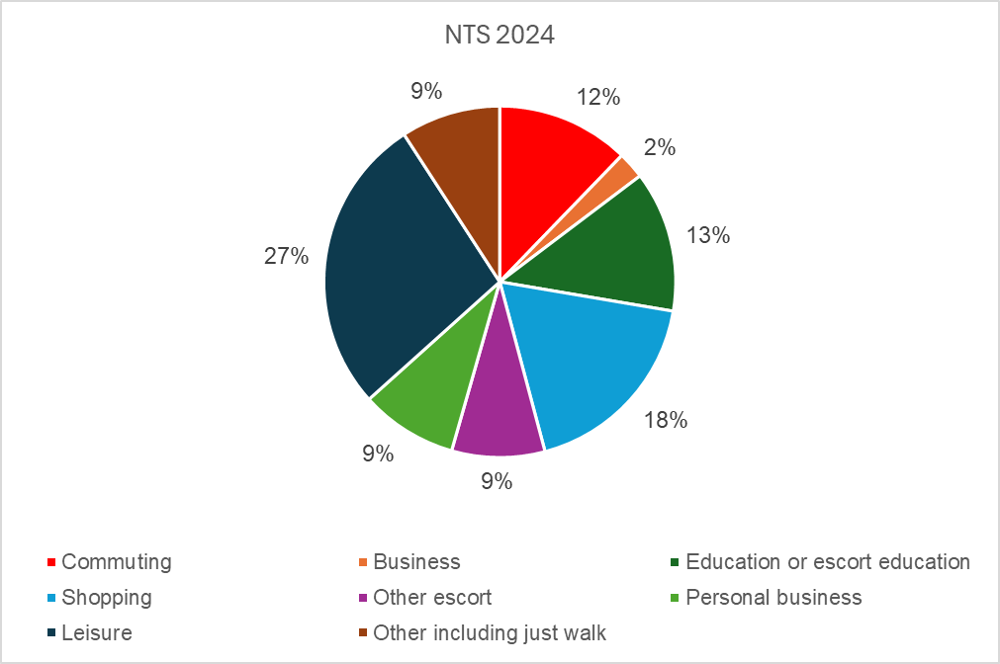 NTS 2024
9%
12%
2%
13%
27%
18%
9%
9%
Commuting
Business
Education or escort education
Shopping
Other escort
Personal business
Leisure
Other including just walk